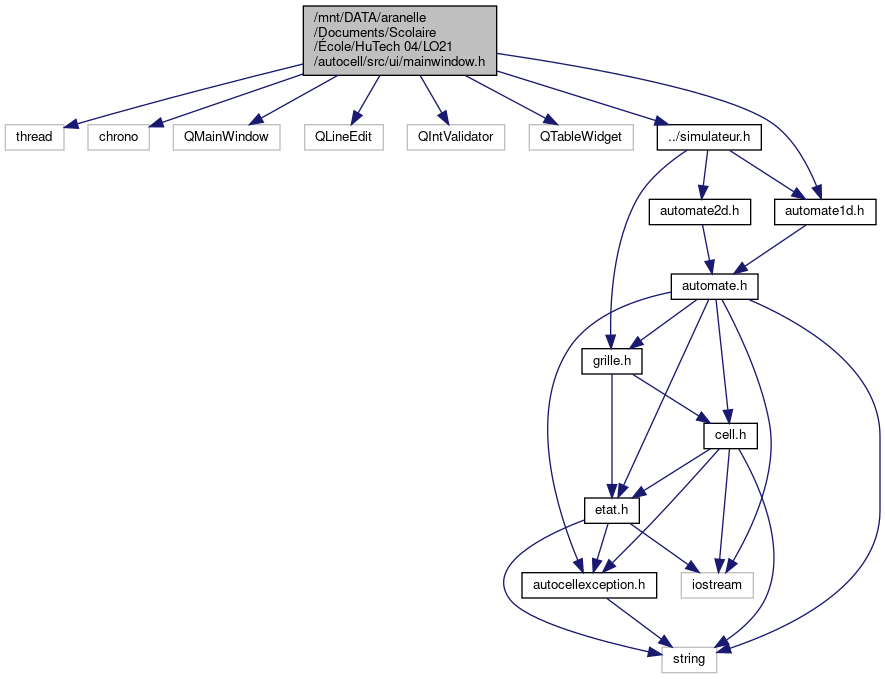 /mnt/DATA/aranelle
/Documents/Scolaire
/École/HuTech 04/LO21
/autocell/src/ui/mainwindow.h
thread
chrono
QMainWindow
QLineEdit
QIntValidator
QTableWidget
../simulateur.h
automate2d.h
automate1d.h
automate.h
grille.h
cell.h
etat.h
autocellexception.h
iostream
string